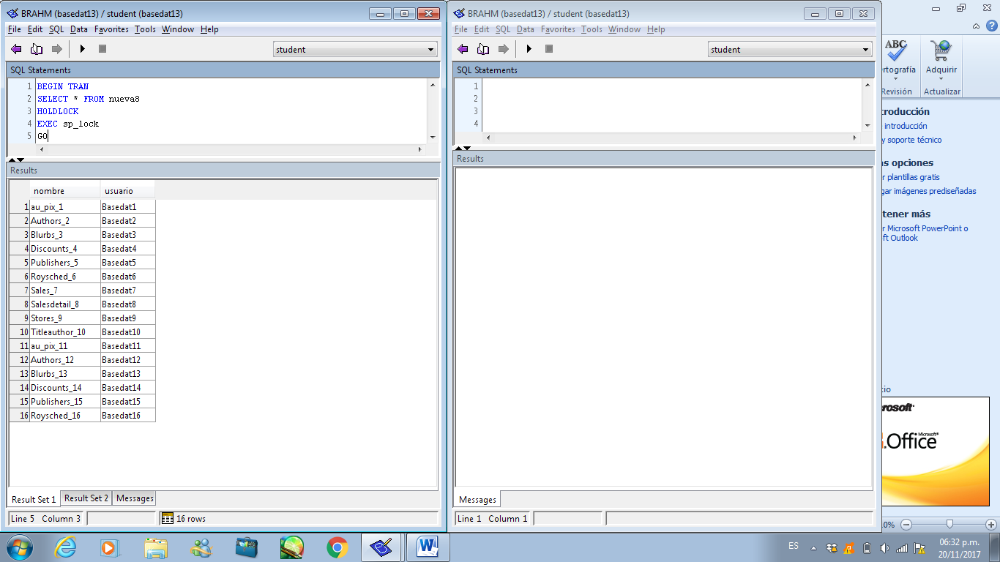 BRAHM (basedat13) / student (basedat13)
File Edit SQL Data Favorites Tools Window Help
student
SQL Statements
1 BEGIN TRAN
2 SELECT * FROM nueva8
3 HOLDLOCK
4 EXEC sp_lock
5 GO
Results
nombre usuario
1 au_pix_1 Basedat1
2 Authors_2 Basedat2
3 Blurbs_3 Basedat3
4 Discounts_4 Basedat4
5 Publishers_5 Basedat5
6 Roysched_6 Basedat6
7 Sales_7 Basedat7
8 Salesdetail_8 Basedat8
9 Stores_9 Basedat9
10 Titleauthor_10 Basedat10
11 au_pix_11 Basedat11
12 Authors_12 Basedat12
13 Blurbs_13 Basedat13
14 Discounts_14 Basedat14
15 Publishers_15 Basedat15
16 Roysched_16 Basedat16
Result Set 1 Result Set 2 Messages
Line 5 Column 3 16 rows
BRAHM (basedat13) / student (basedat13)
File Edit SQL Data Favorites Tools Window Help
student
SQL Statements
1
2
3
4
Results
Messages
Line 1 Column 1
ABC
rtografía
Adquirir
Revisión Actualizar
troducción
introducción
y soporte técnico
as opciones
r plantillas gratis
gar imágenes prediseñadas
tener más
r Microsoft PowerPoint o
ft Outlook
cio
rosoft
Office Microsoft
0%
ES
06:32 p.m.
20/11/2017